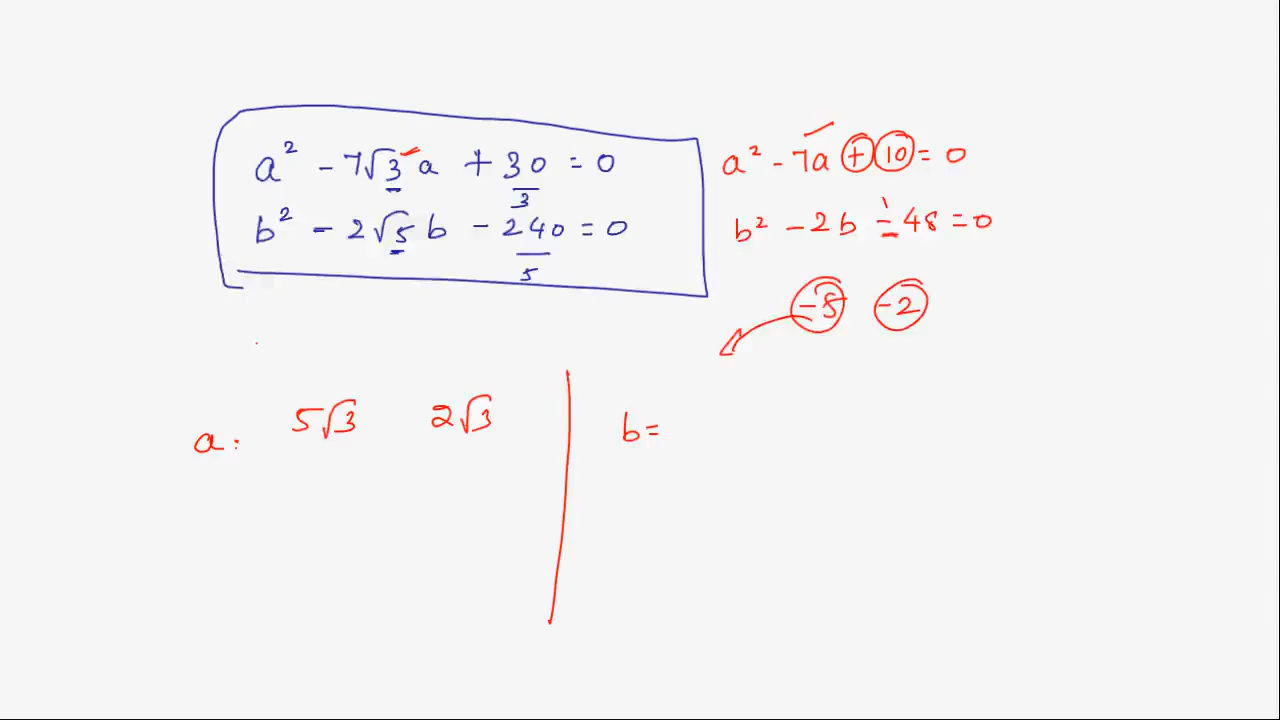 a² - 7√3 a + 30 = 0
3
b² - 2√5 b - 240 = 0
5
a² - 7a + 10 = 0
b² - 2b - 48 = 0
-5 -2
a: 5√3 2√3
b=